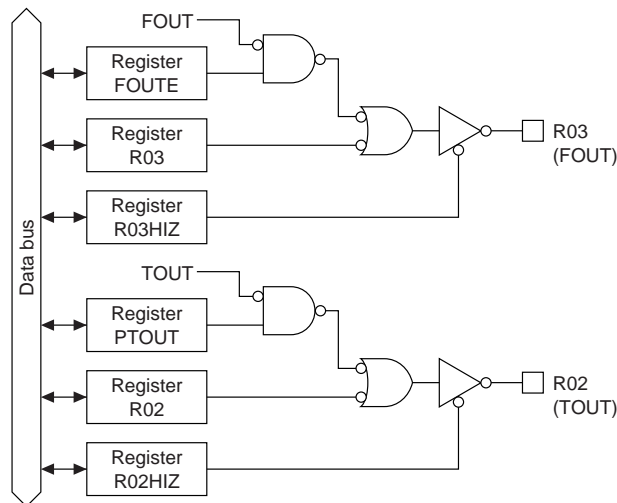 FOUT
Register
FOUTE
Register
R03
R03
(FOUT)
Register
R03HIZ
Data bus
TOUT
Register
PTOUT
Register
R02
R02
(TOUT)
Register
R02HIZ